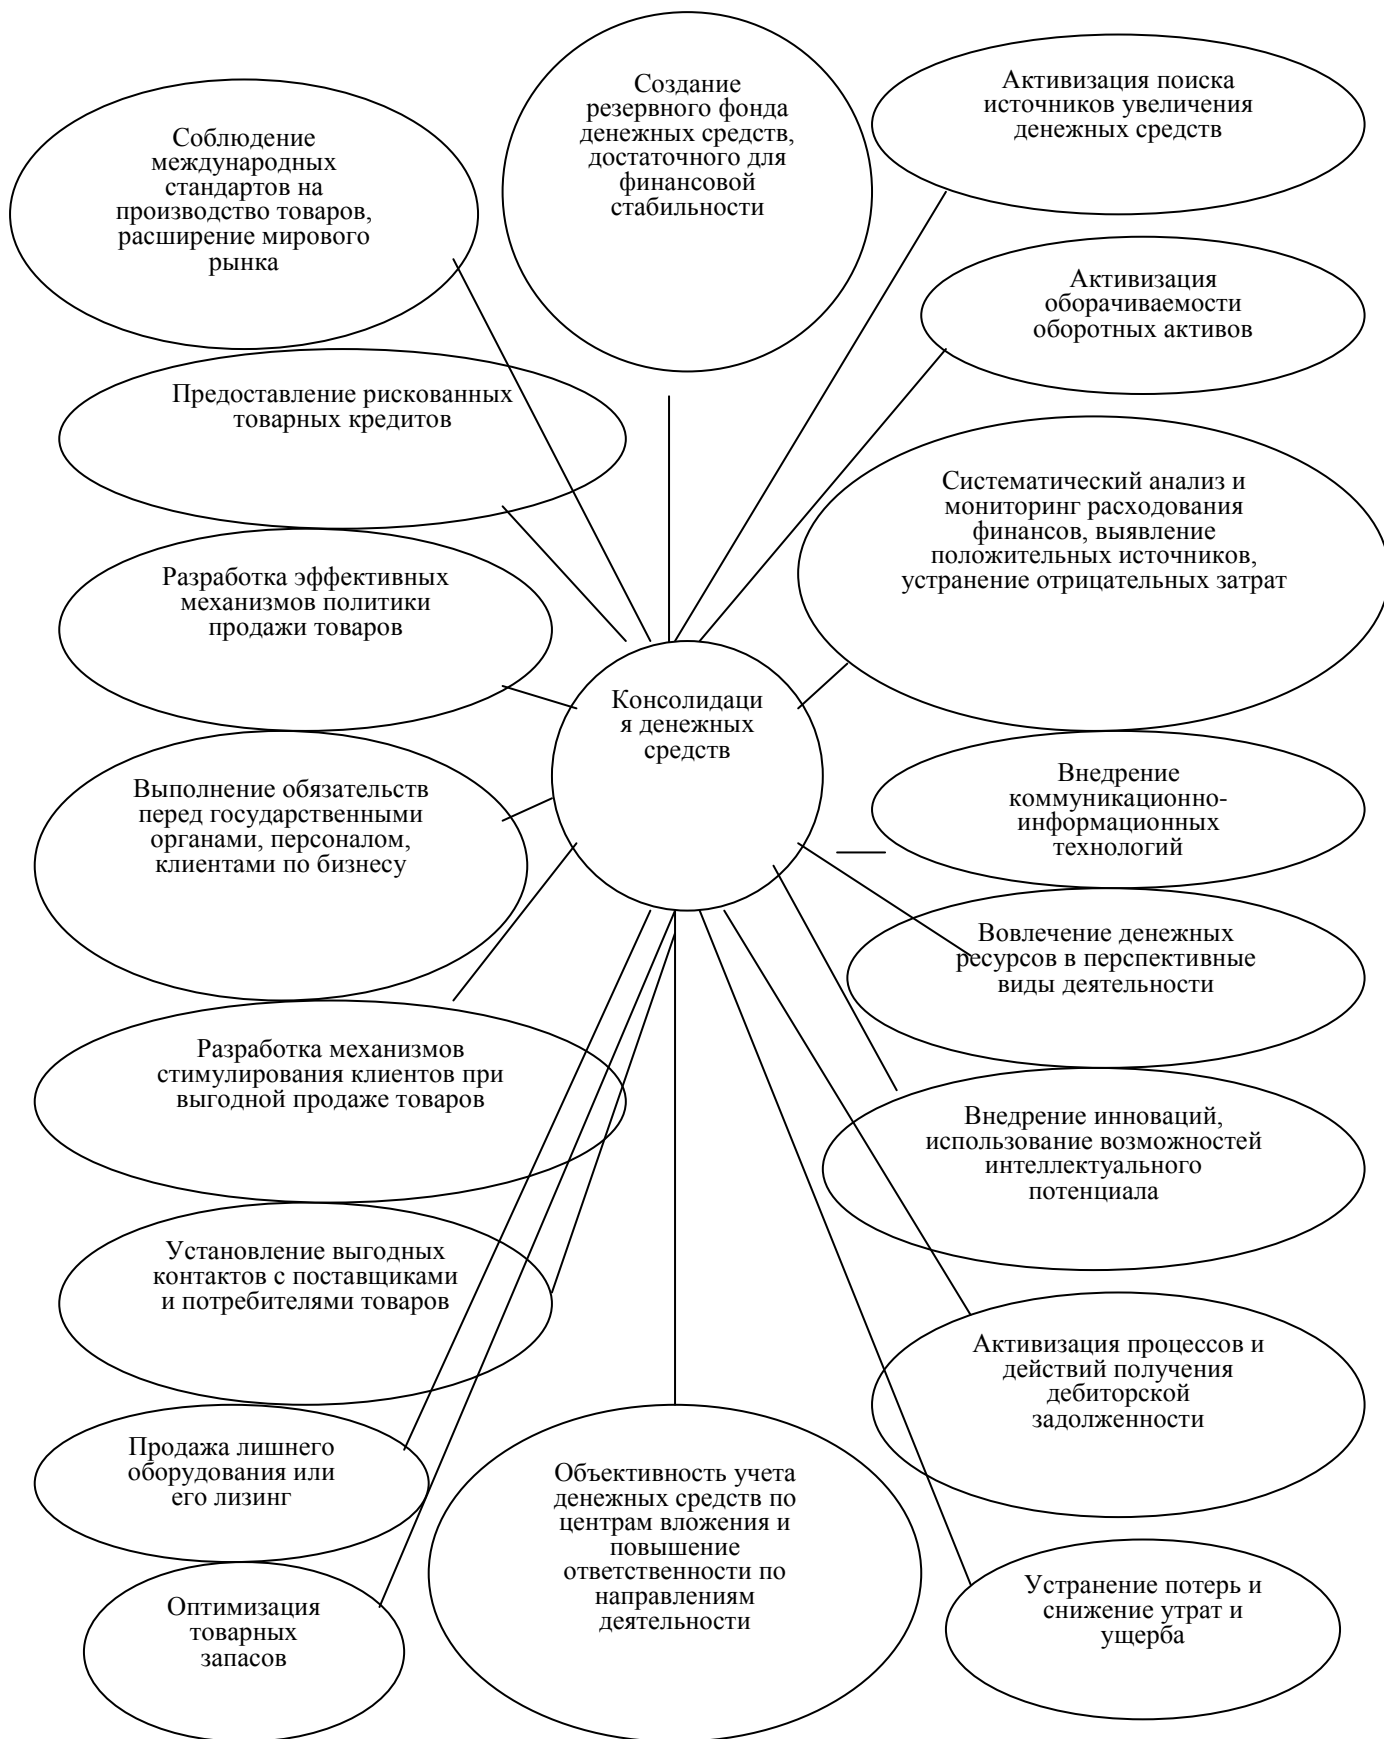 Создание
резервного фонда
денежных средств,
достаточного для
финансовой
стабильности
Активизация поиска
источников увеличения
денежных средств
Соблюдение
международных
стандартов на
производство товаров,
расширение мирового
рынка
Активизация
оборачиваемости
оборотных активов
Предоставление рискованных
товарных кредитов
Систематический анализ и
мониторинг расходования
финансов, выявление
положительных источников,
устранение отрицательных затрат
Разработка эффективных
механизмов политики
продажи товаров
Консолидаци
я денежных
средств
Выполнение обязательств
перед государственными
органами, персоналом,
клиентами по бизнесу
Внедрение
коммуникационно-
информационных
технологий
Вовлечение денежных
ресурсов в перспективные
виды деятельности
Разработка механизмов
стимулирования клиентов при
выгодной продаже товаров
Внедрение инноваций,
использование возможностей
интеллектуального
потенциала
Установление выгодных
контактов с поставщиками
и потребителями товаров
Активизация процессов и
действий получения
дебиторской
задолженности
Продажа лишнего
оборудования или
его лизинг
Объективность учета
денежных средств по
центрам вложения и
повышение
ответственности по
направлениям
деятельности
Устранение потерь и
снижение утрат и
ущерба
Оптимизация
товарных
запасов